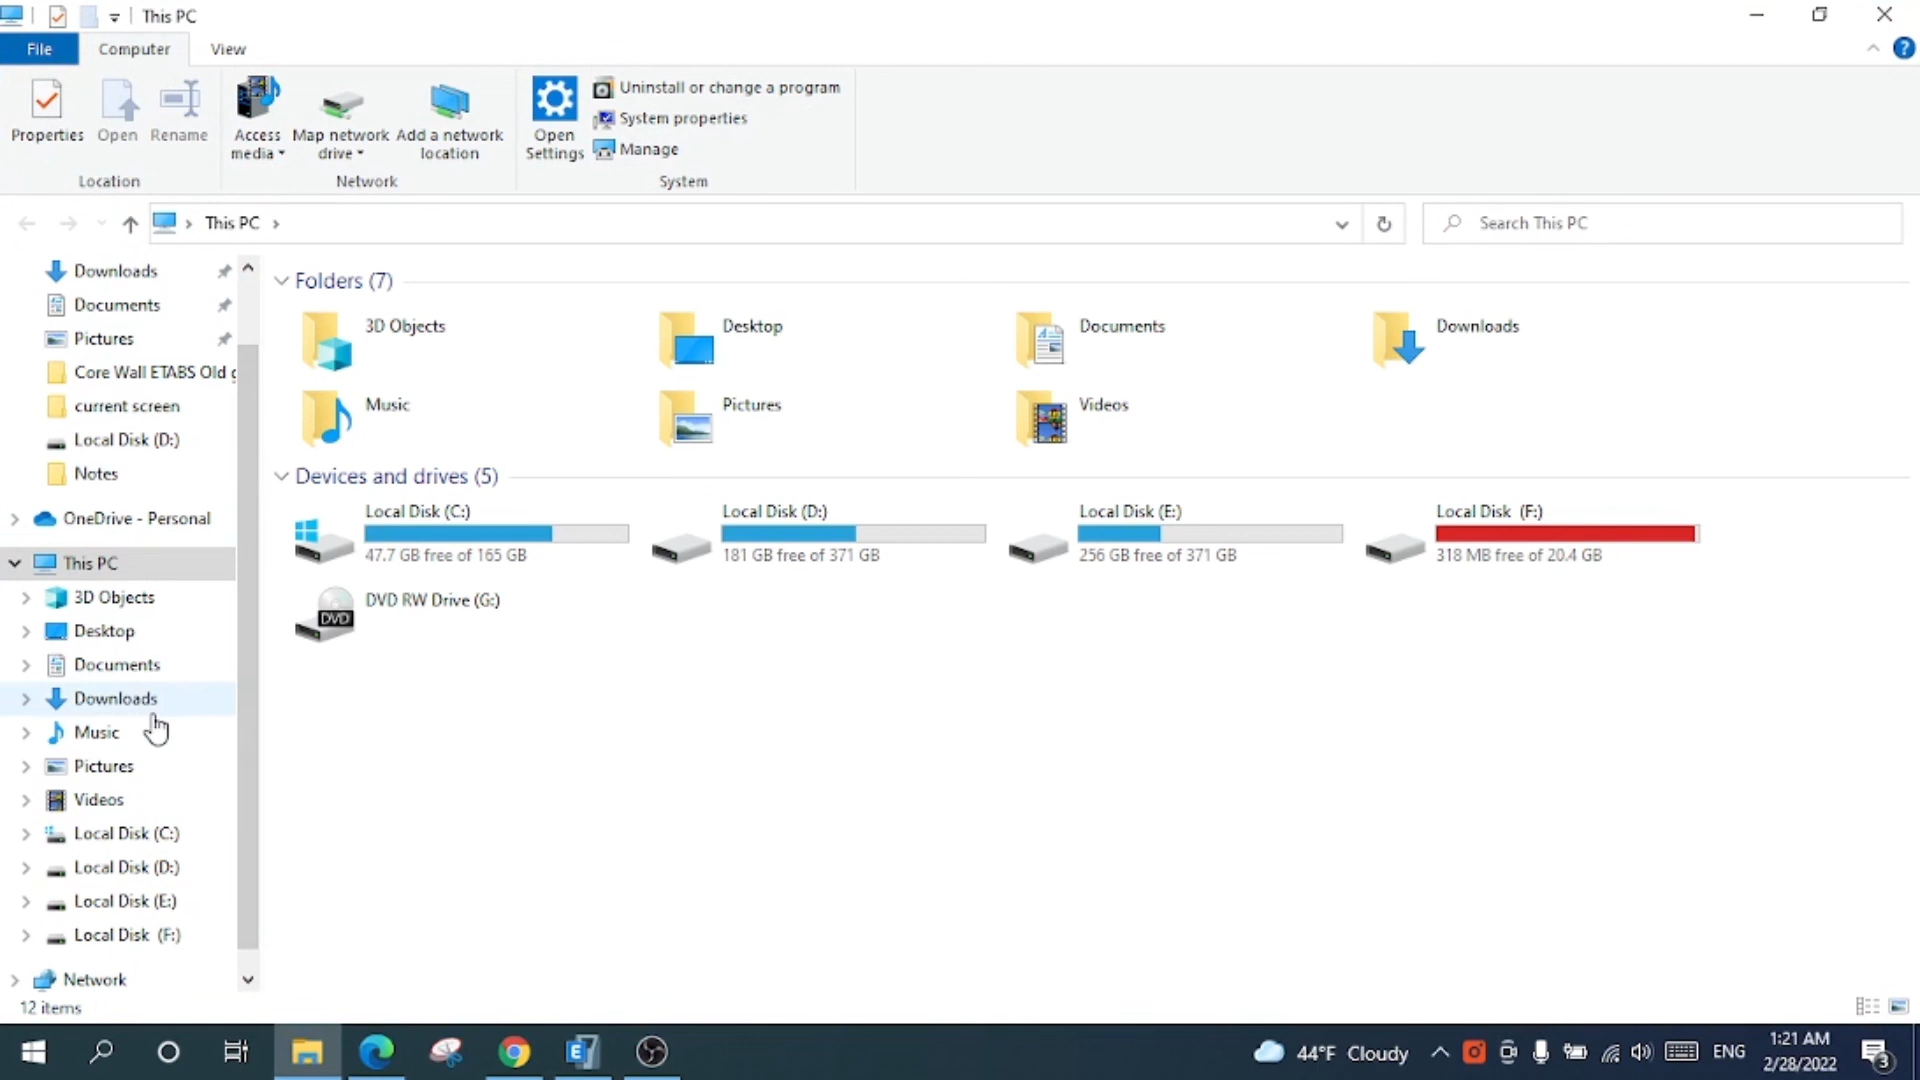 This PC
File Computer View
Properties Open Rename Access media Map network drive Add a network location Open Settings Uninstall or change a program
System properties
Manage
Location Network System
This PC
Search This PC
Downloads
Documents
Pictures
Core Wall ETABS Old
current screen
Local Disk (D:)
Notes
OneDrive - Personal
This PC
3D Objects
Desktop
Documents
Downloads
Music
Pictures
Videos
Local Disk (C:)
Local Disk (D:)
Local Disk (E:)
Local Disk (F:)
Network
Folders (7)
3D Objects Desktop Documents Downloads
Music Pictures Videos
Devices and drives (5)
Local Disk (C:)
47.7 GB free of 165 GB
Local Disk (D:)
181 GB free of 371 GB
Local Disk (E:)
256 GB free of 371 GB
Local Disk (F:)
318 MB free of 20.4 GB
DVD RW Drive (G:)
DVD
12 items
44°F Cloudy ENG
1:21 AM
2/28/2022
3